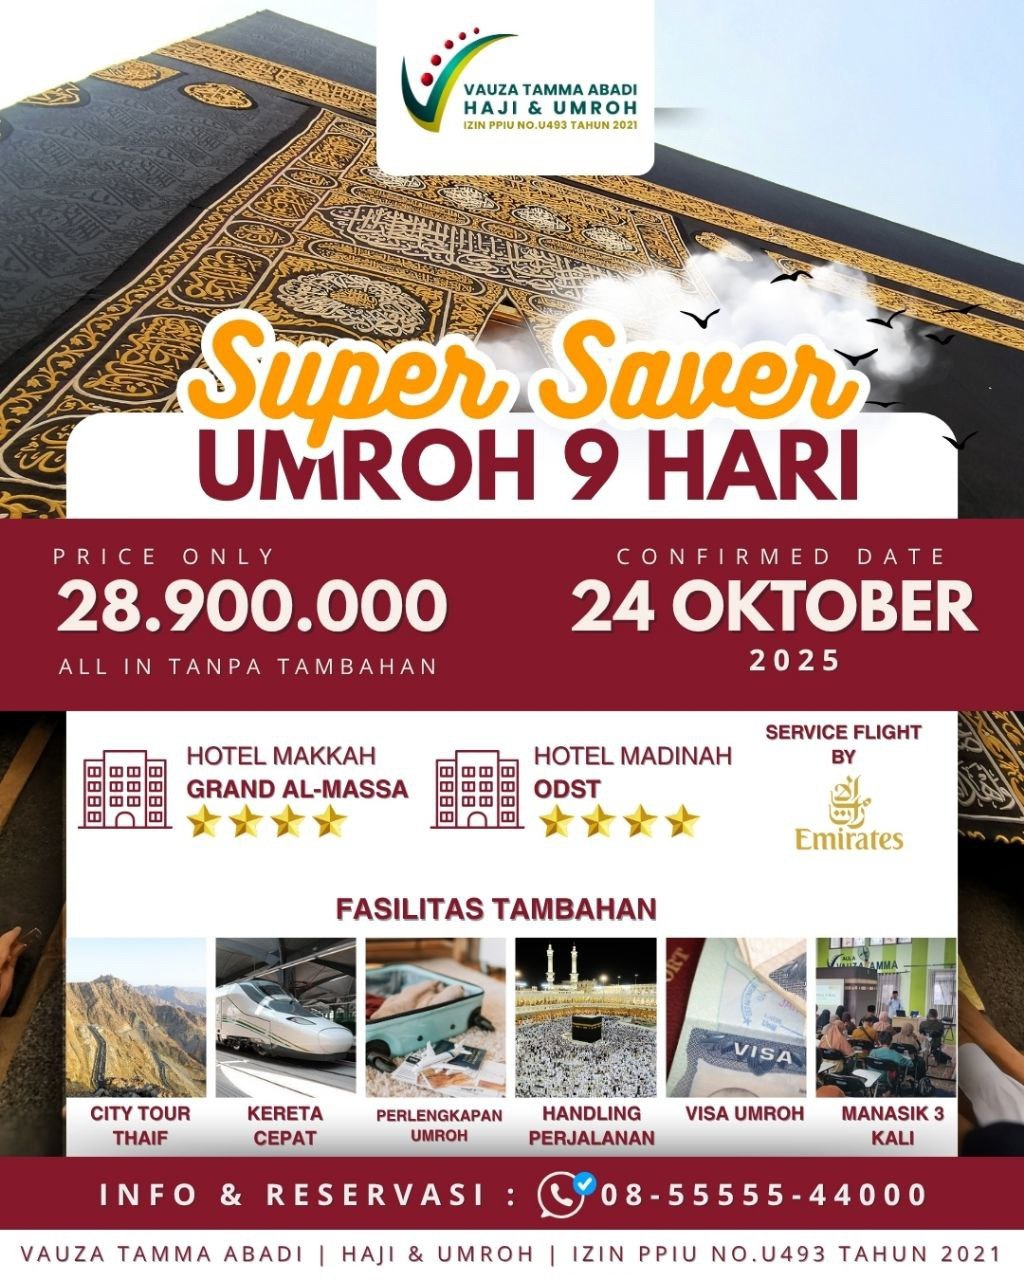 VAUZA TAMMA ABADI
HAJI & UMROH
IZIN PPIU NO.U493 TAHUN 2021
Super Saver
UMROH 9 HARI
PRICE ONLY
28.900.000
ALL IN TANPA TAMBAHAN
CONFIRMED DATE
24 OKTOBER
2025
HOTEL MAKKAH
GRAND AL-MASSA
HOTEL MADINAH
ODST
SERVICE FLIGHT
BY
Emirates
FASILITAS TAMBAHAN
VISA
AULA
VAUZA TAMMA
CITY TOUR
THAIF
KERETA
CEPAT
PERLENGKAPAN
UMROH
HANDLING
PERJALANAN
VISA UMROH
MANASIK 3
KALI
INFO & RESERVASI : 08-55555-44000
VAUZA TAMMA ABADI | HAJI & UMROH | IZIN PPIU NO.U493 TAHUN 2021